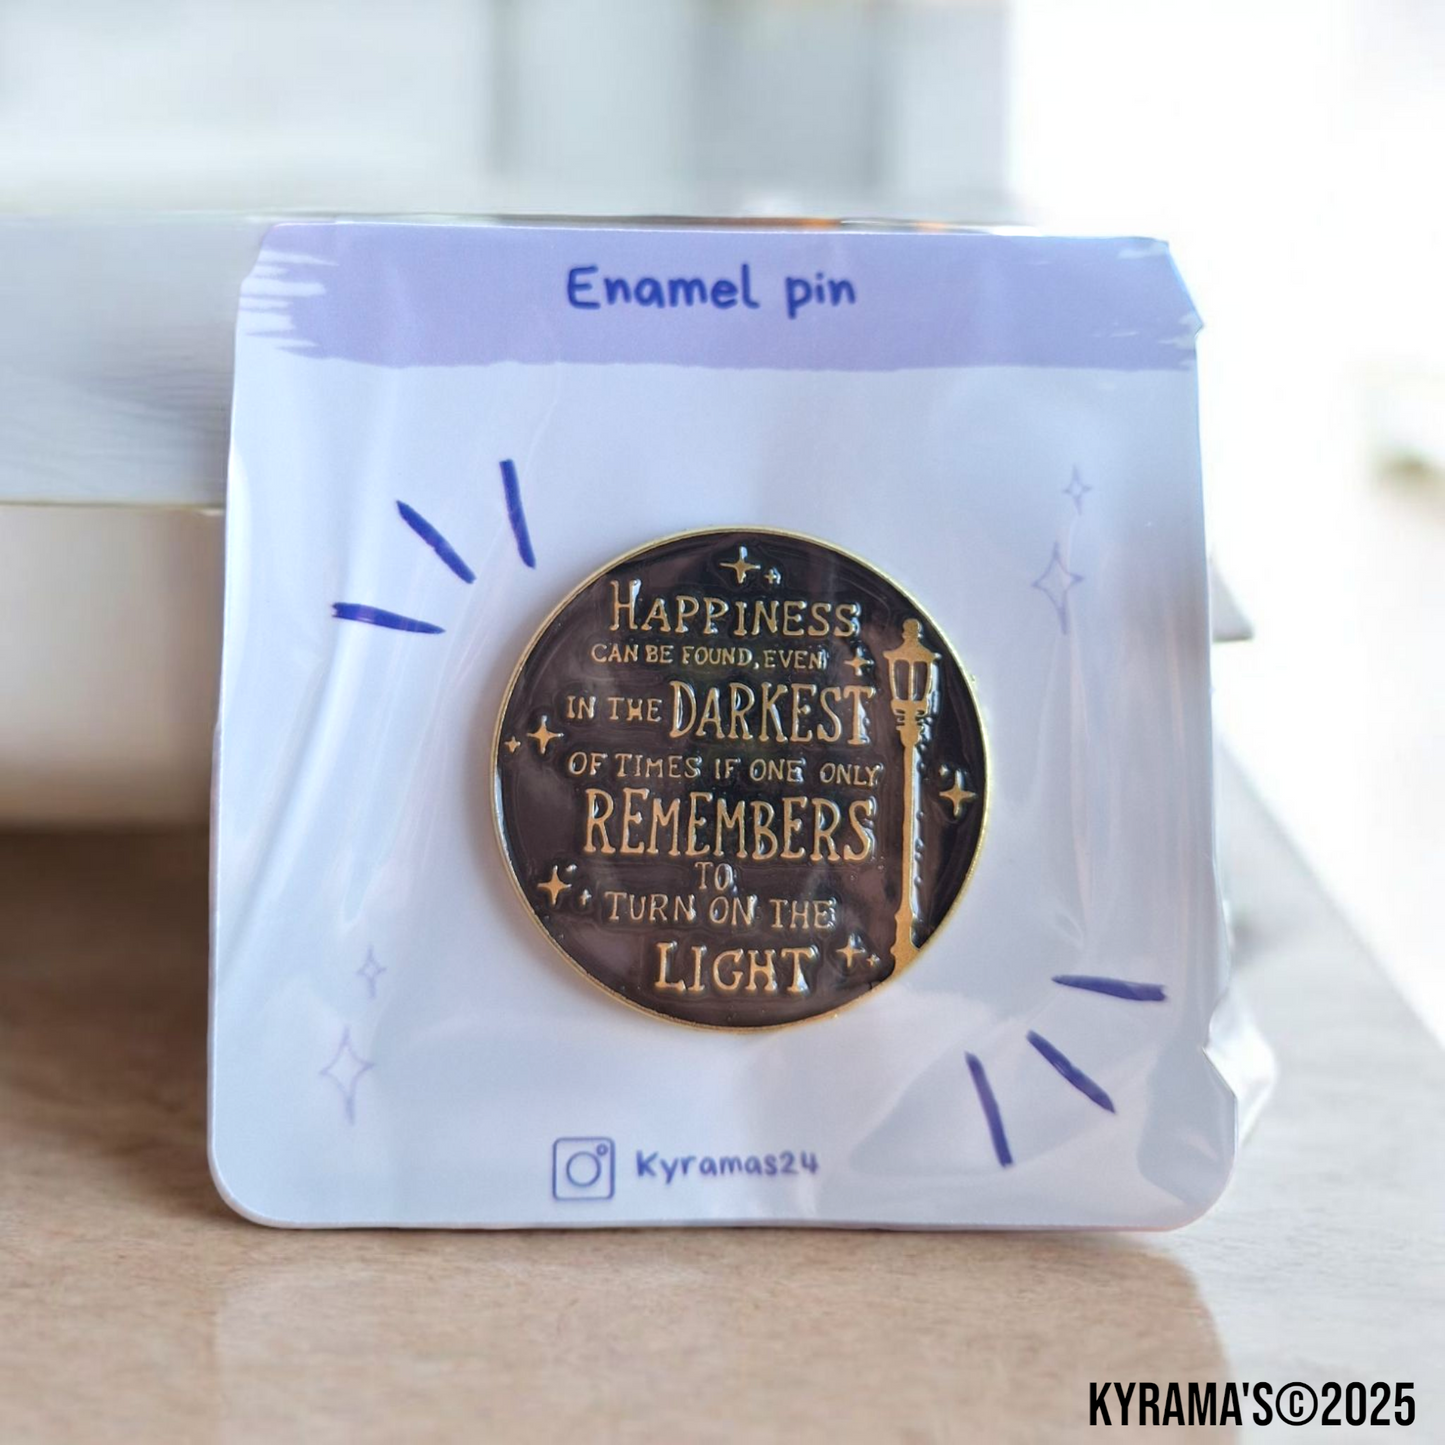 Enamel pin
HAPPINESS
CAN BE FOUND, EVEN
IN THE DARKEST
OF TIMES IF ONE ONLY
REMEMBERS
TO
TURN ON THE
LIGHT
Kyramas24
KYRAMA'S©2025